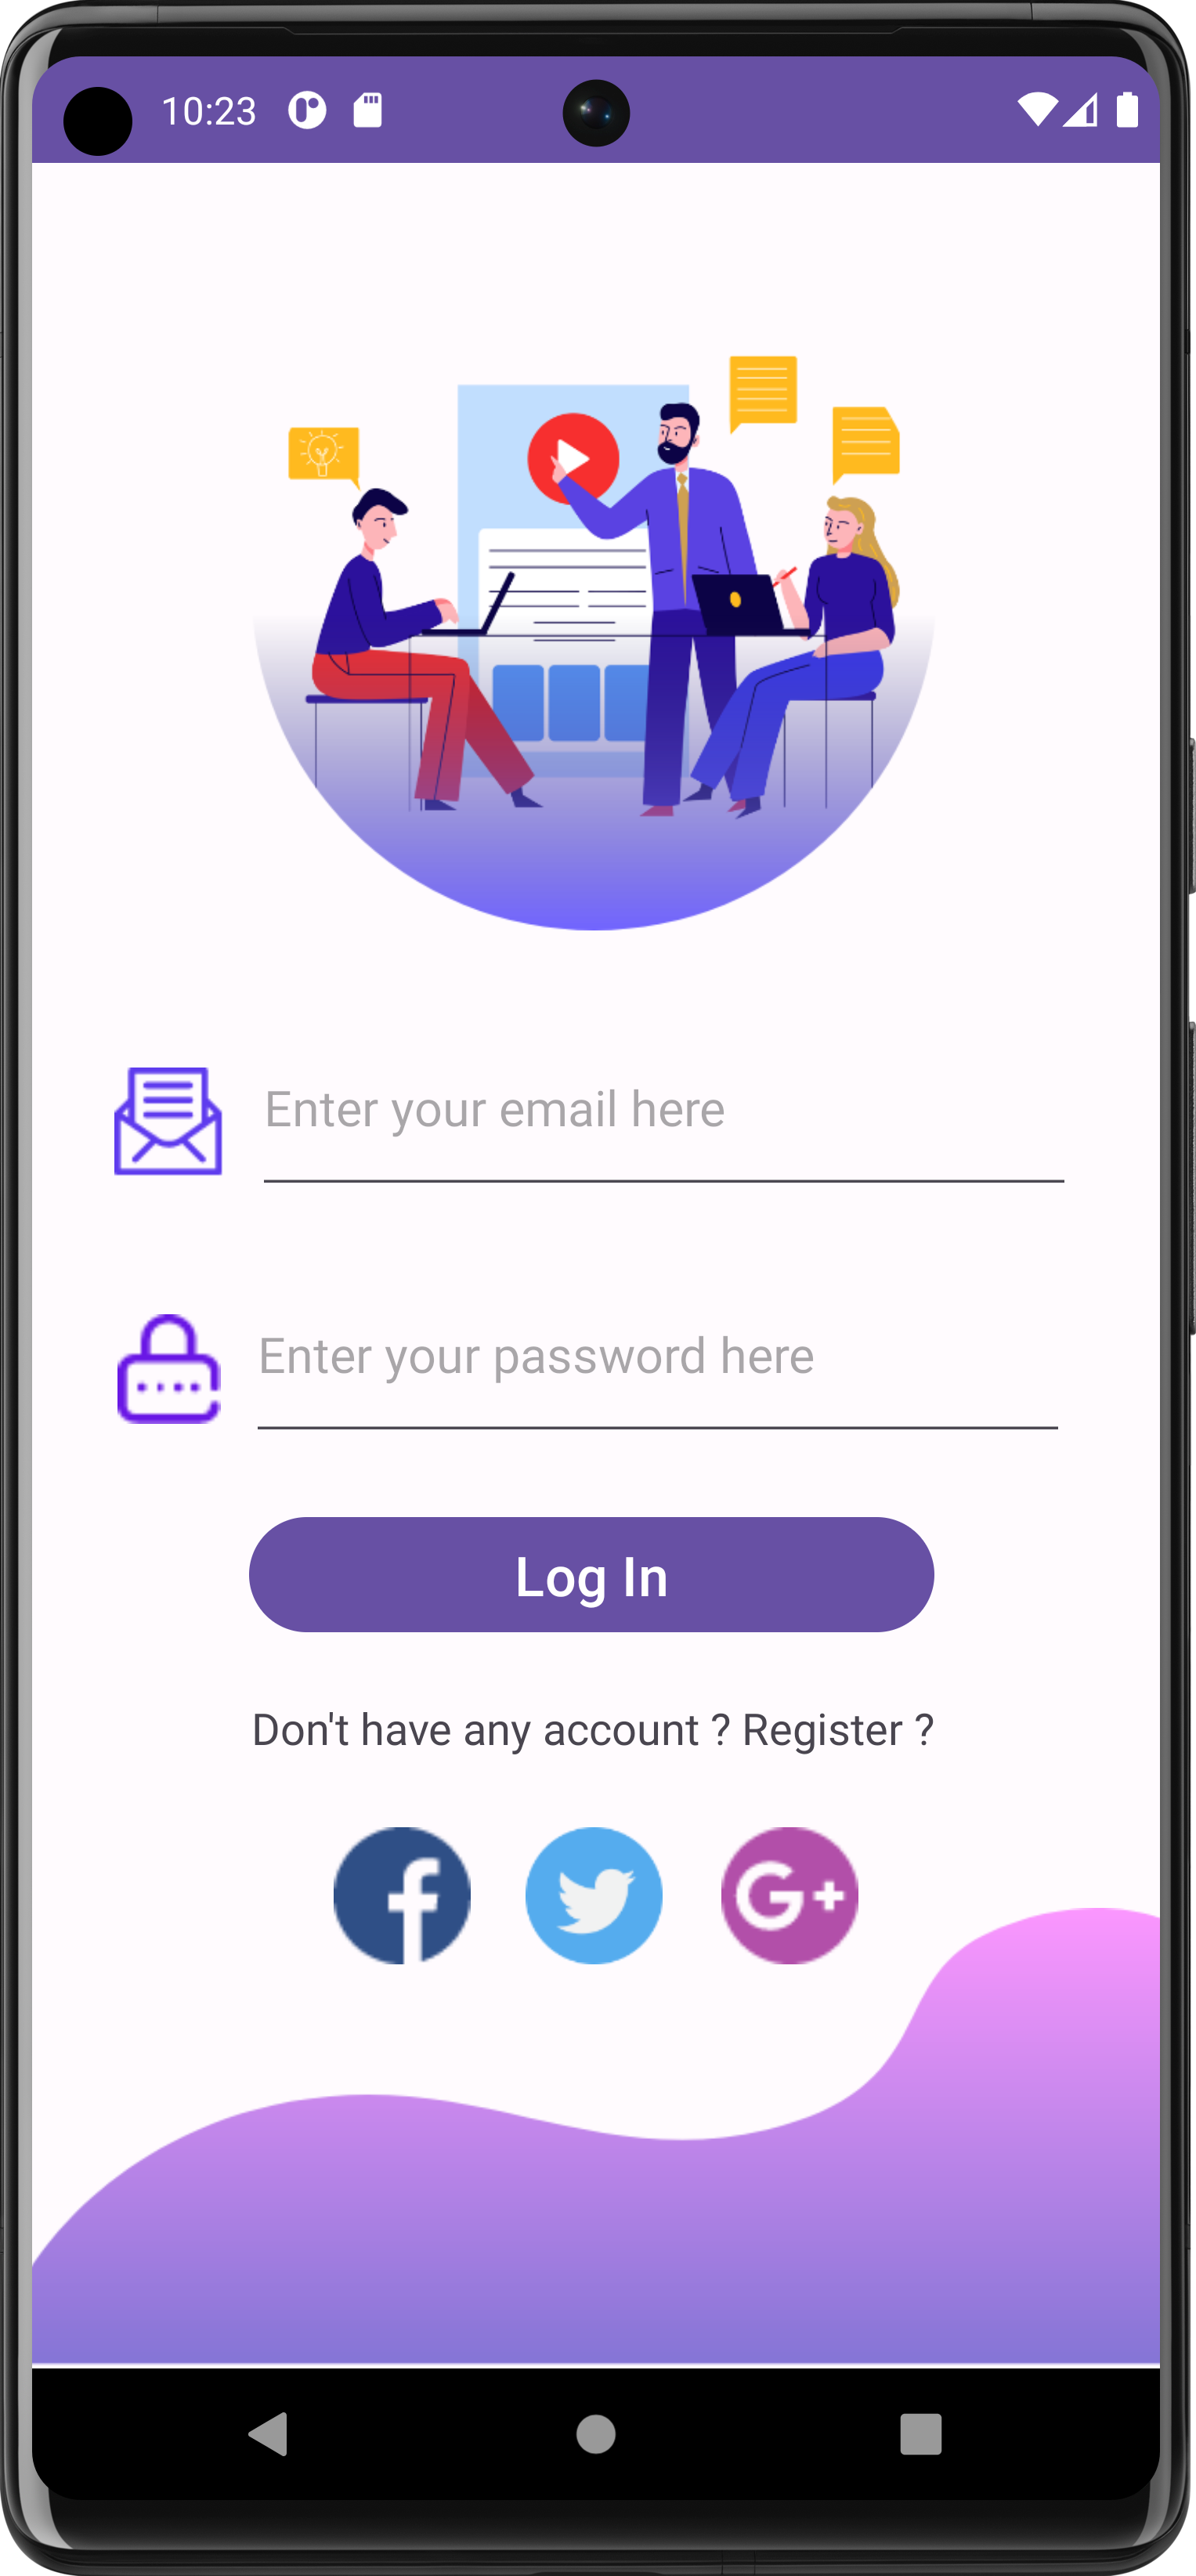 10:23
Enter your email here
Enter your password here
Log In
Don't have any account ? Register ?
f
G+